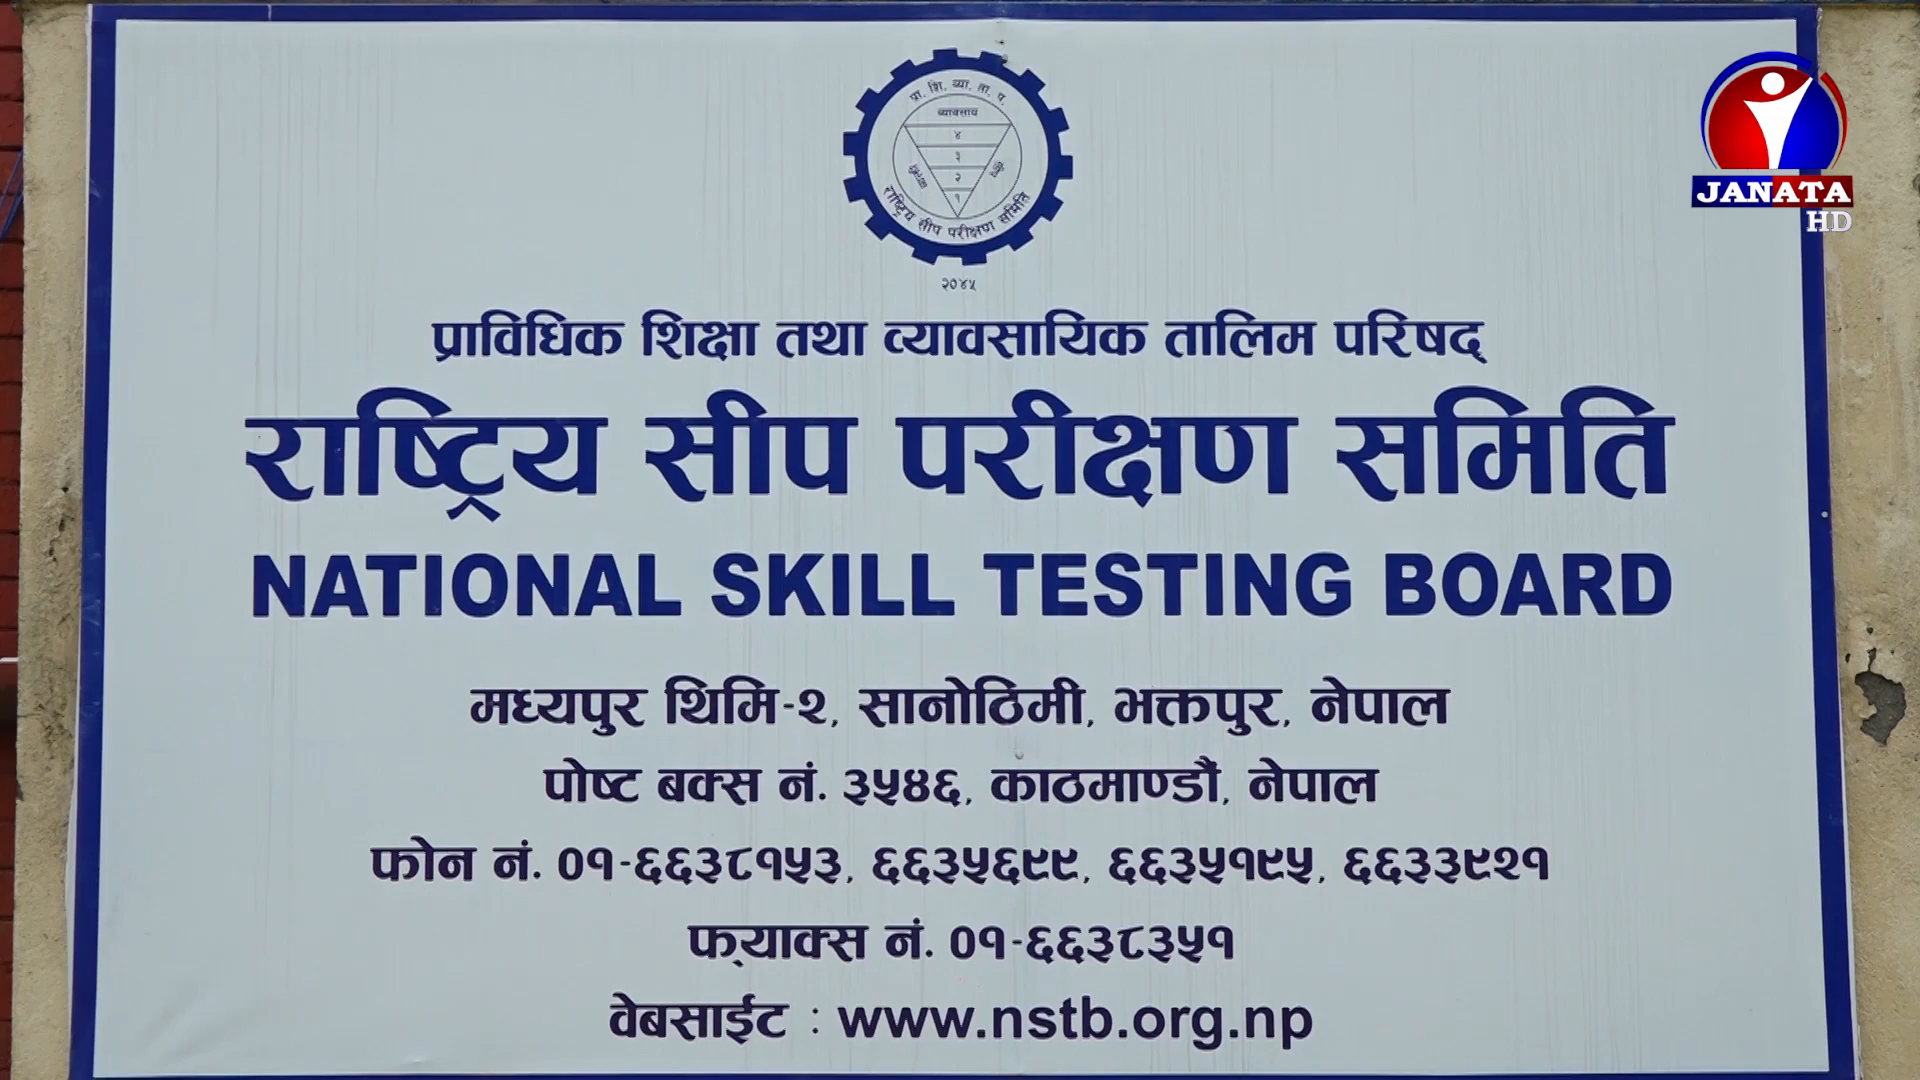 प्रा. शि. व्या. ता. प.
व्यावसाय
४
३
२
१
राष्ट्रिय सीप परीक्षण समिति
२०४५
JANATA
HD
प्राविधिक शिक्षा तथा व्यावसायिक तालिम परिषद्
राष्ट्रिय सीप परीक्षण समिति
NATIONAL SKILL TESTING BOARD
मध्यपुर थिमि-२, सानोठिमी, भक्तपुर, नेपाल
पोष्ट बक्स नं. ३५४६, काठमाण्डौं, नेपाल
फोन नं. ०१-६६३८१५३, ६६३५६९९, ६६३५१९५, ६६३३९२१
फ्याक्स नं. ०१-६६३८३५१
वेबसाईट : www.nstb.org.np